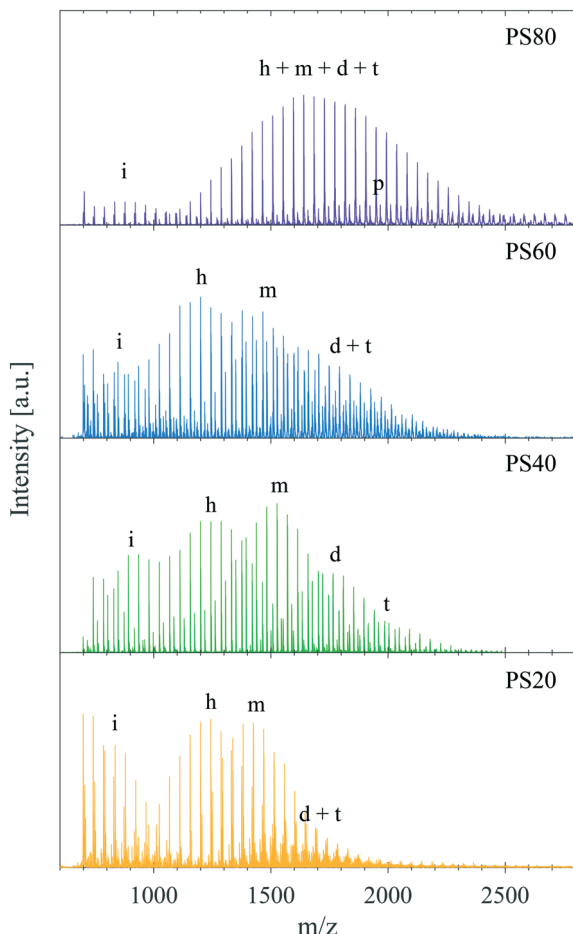 PS80
h + m + d + t
i
p
PS60
h
m
i
d + t
PS40
m
h
i
d
t
PS20
h
m
i
d + t
1000
1500
2000
2500
m/z
Intensity [a.u.]